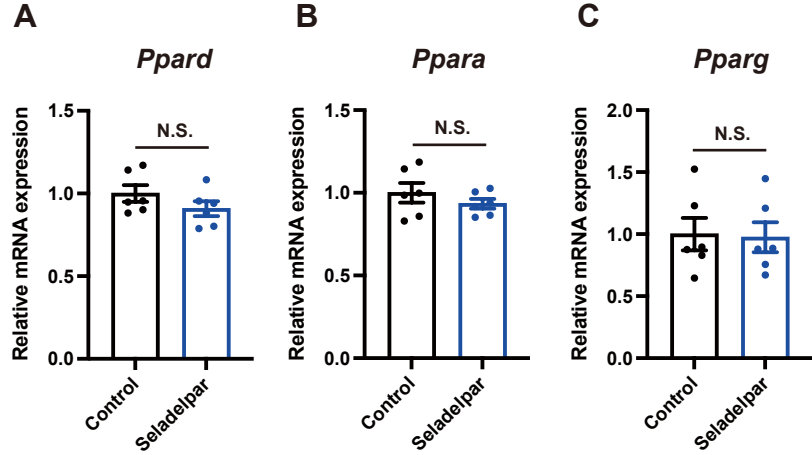 A
Ppard
Relative mRNA expression
1.5
1.0
0.5
0.0
N.S.
Control
Seladelpar
B
Ppara
Relative mRNA expression
1.5
1.0
0.5
0.0
N.S.
Control
Seladelpar
C
Pparg
Relative mRNA expression
2.0
1.5
1.0
0.5
0.0
N.S.
Control
Seladelpar